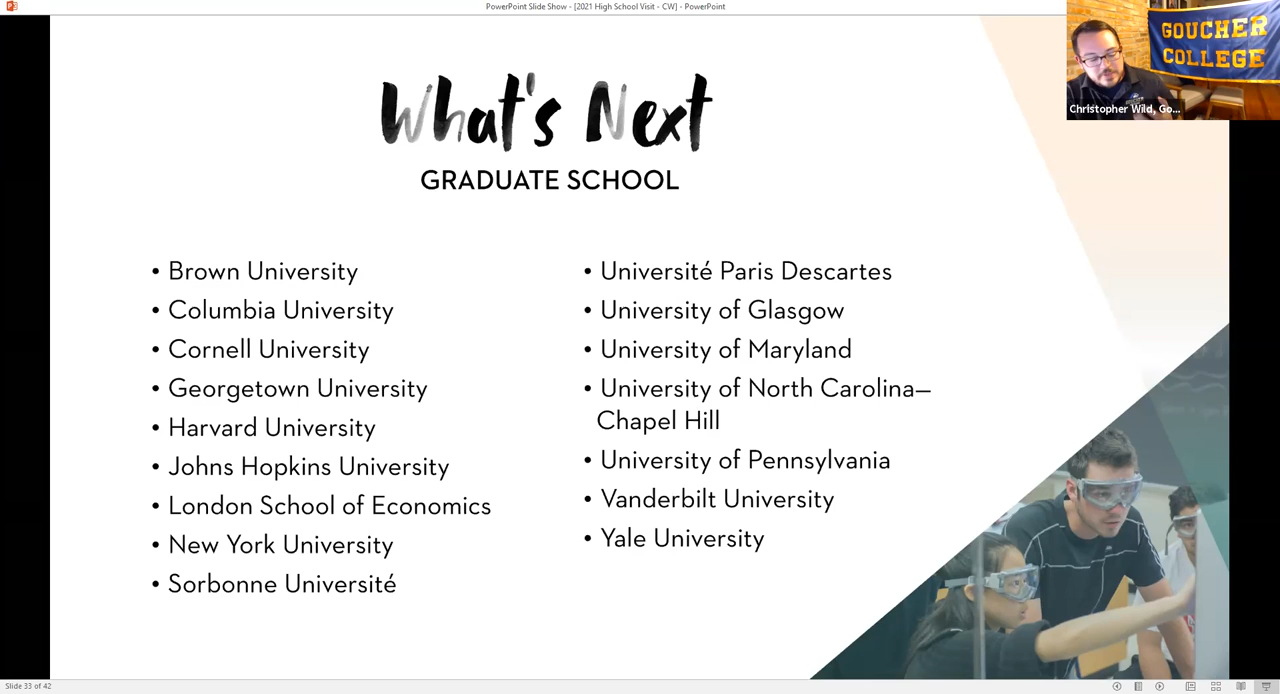 PowerPoint Slide Show - [2021 High School Visit - CW] - PowerPoint
GOUCHER
COLLEGE
Christopher Wild, Go...
What's Next
GRADUATE SCHOOL
• Brown University
• Columbia University
• Cornell University
• Georgetown University
• Harvard University
• Johns Hopkins University
• London School of Economics
• New York University
• Sorbonne Université
• Université Paris Descartes
• University of Glasgow
• University of Maryland
• University of North Carolina—
Chapel Hill
• University of Pennsylvania
• Vanderbilt University
• Yale University
Slide 33 of 42